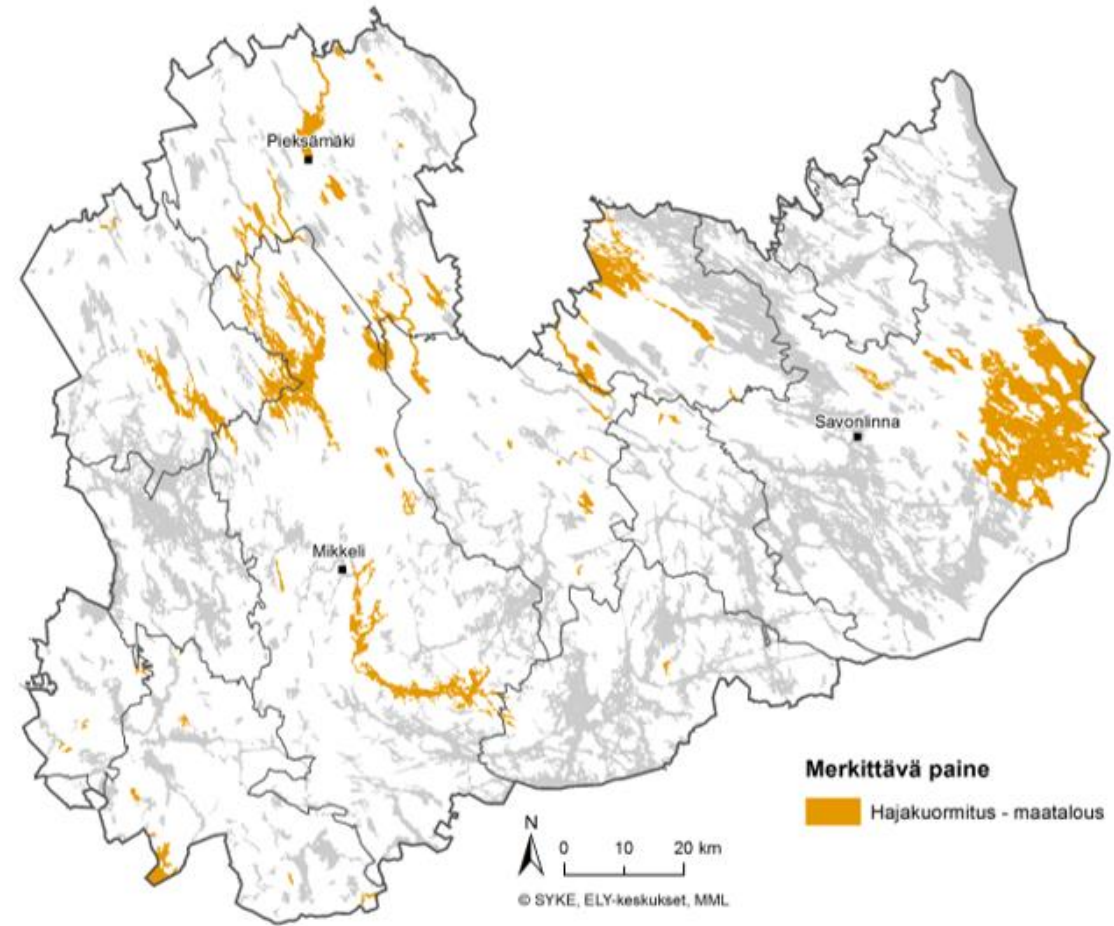 Pieksämäki
Savonlinna
Mikkeli
Merkittävä paine
Hajakuormitus - maatalous
N
0 10 20 km
© SYKE, ELY-keskukset, MML